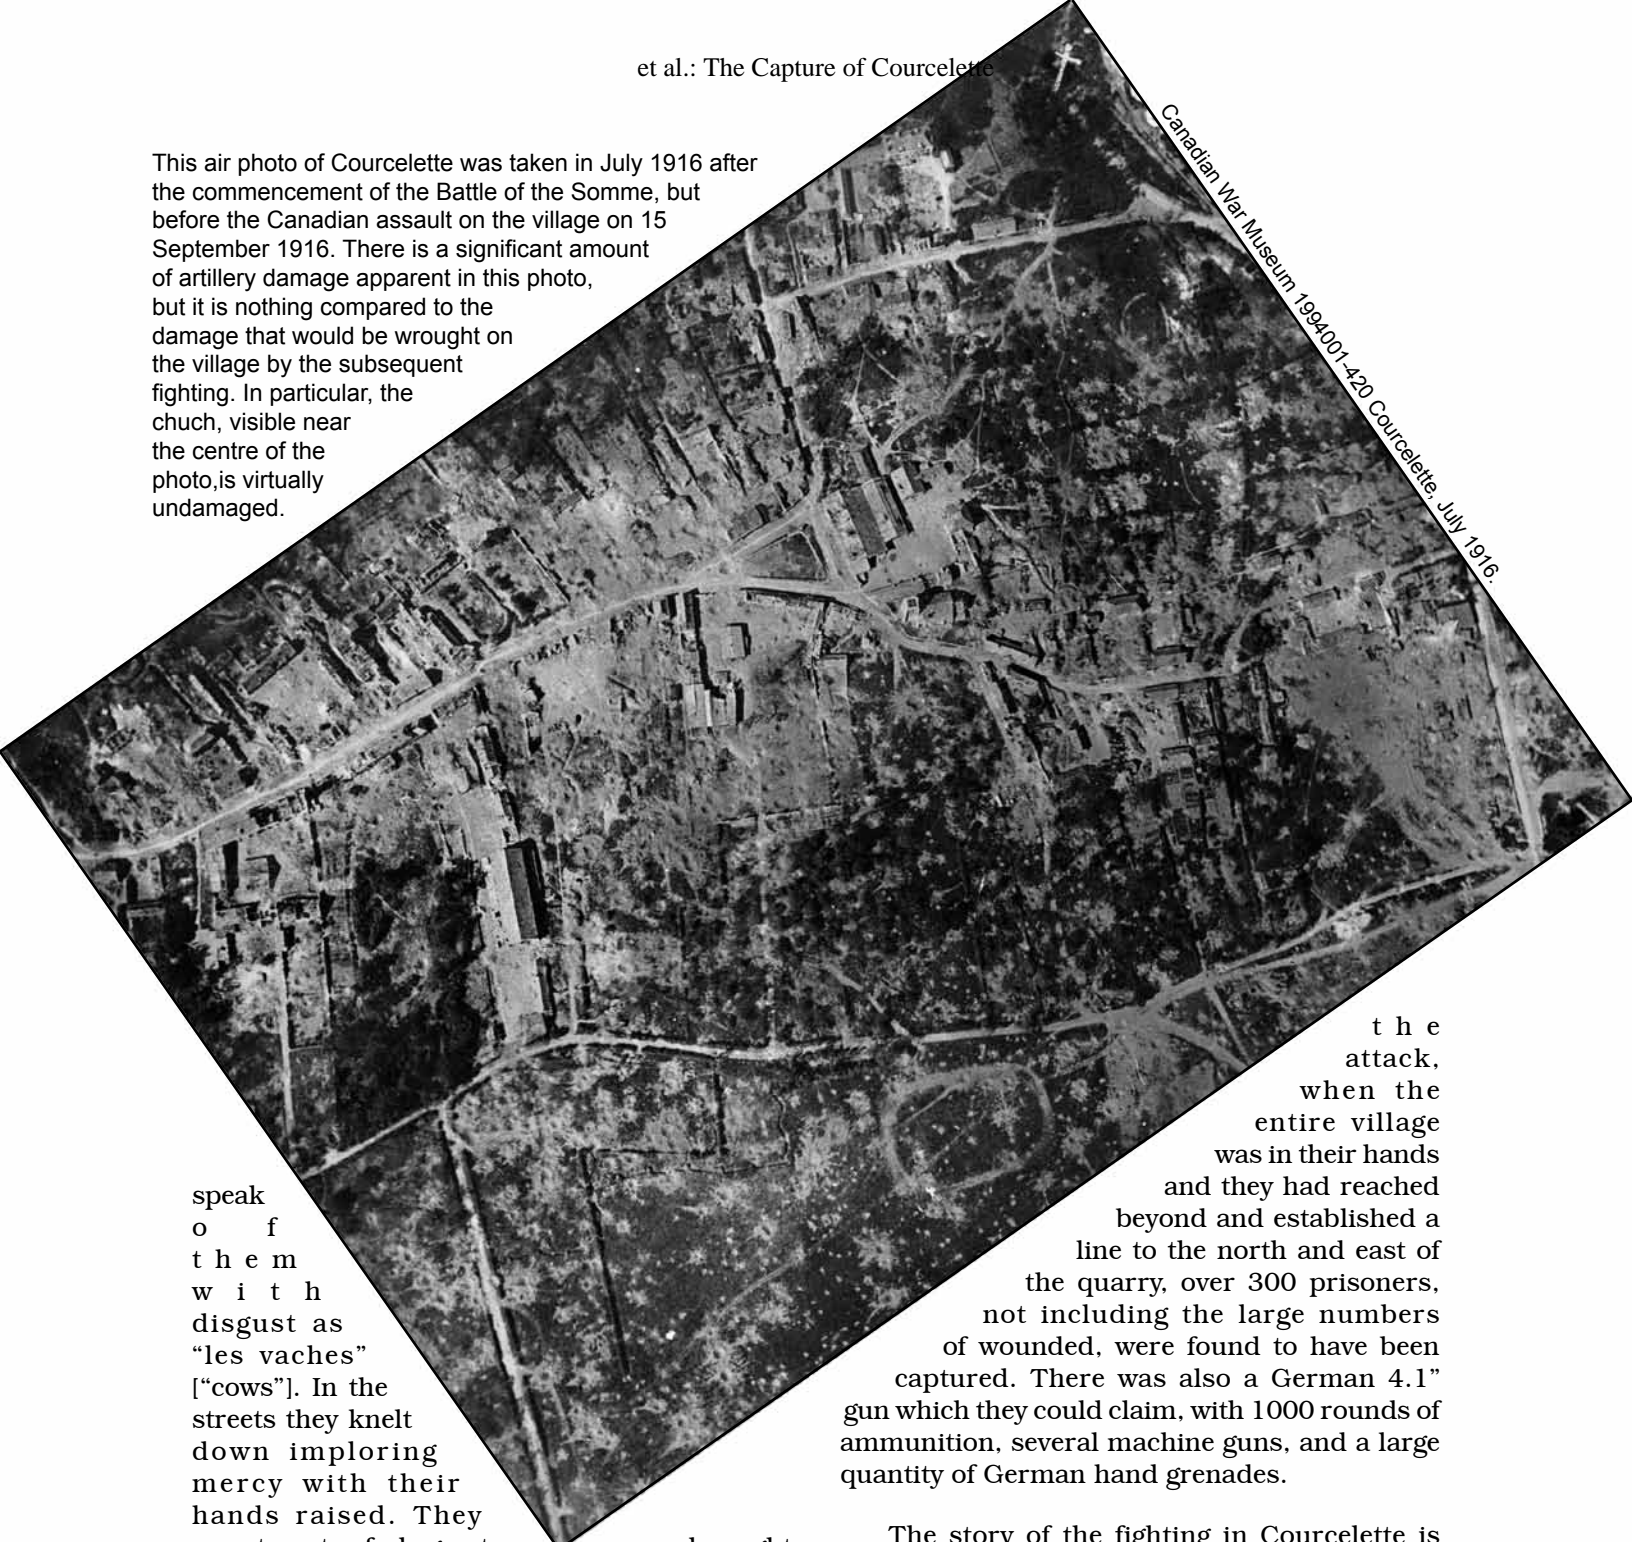 et al.: The Capture of Courcelette
This air photo of Courcelette was taken in July 1916 after
the commencement of the Battle of the Somme, but
before the Canadian assault on the village on 15
September 1916. There is a significant amount
of artillery damage apparent in this photo,
but it is nothing compared to the
damage that would be wrought on
the village by the subsequent
fighting. In particular, the
chuch, visible near
the centre of the
photo,is virtually
undamaged.
Canadian War Museum 1994001-420 Courcelette, July 1916.
speak
of
them
with
disgust as
“les vaches”
[“cows”]. In the
streets they knelt
down imploring
mercy with their
hands raised. They
the
attack,
when the
entire village
was in their hands
and they had reached
beyond and established a
line to the north and east of
the quarry, over 300 prisoners,
not including the large numbers
of wounded, were found to have been
captured. There was also a German 4.1”
gun which they could claim, with 1000 rounds of
ammunition, several machine guns, and a large
quantity of German hand grenades.
The story of the fighting in Courcelette is